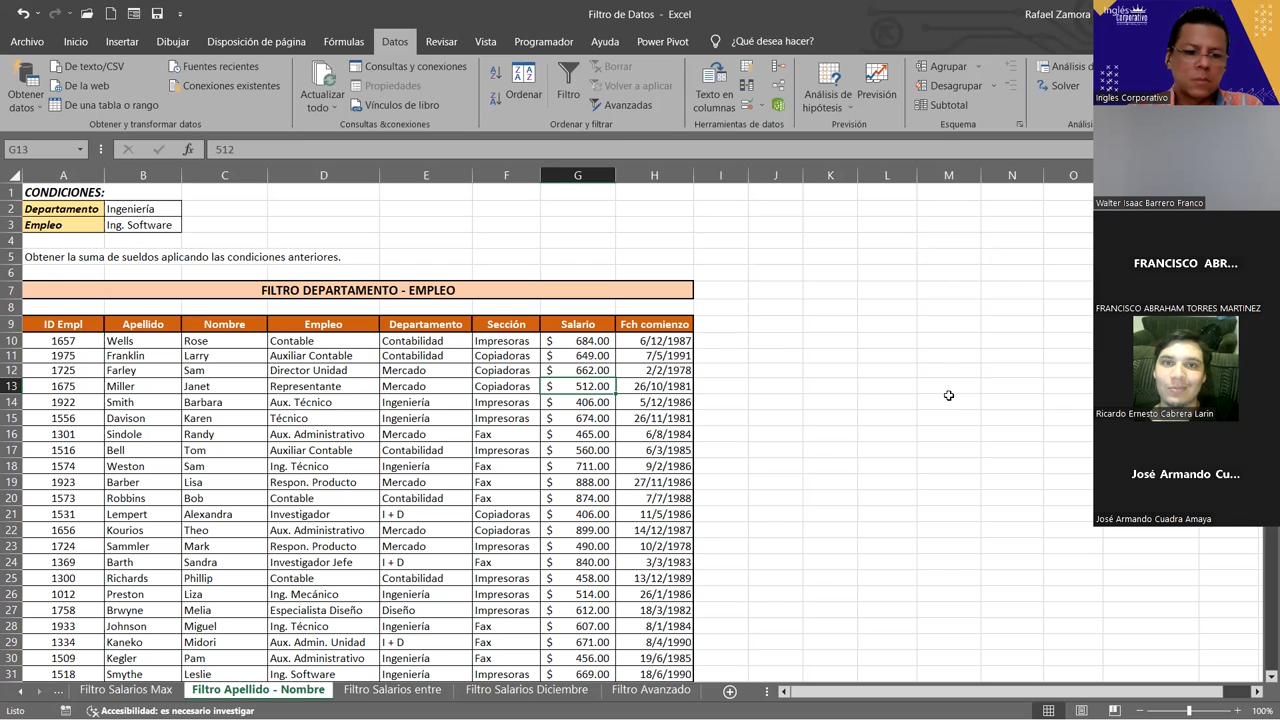 Filtro de Datos - Excel
Rafael Zamora
Archivo Inicio Insertar Dibujar Disposición de página Fórmulas Datos Revisar Vista Programador Ayuda Power Pivot ¿Qué desea hacer?
Obtener datos
De texto/CSV
De la web
De una tabla o rango
Fuentes recientes
Conexiones existentes
Obtener y transformar datos
Actualizar todo
Consultas y conexiones
Propiedades
Vínculos de libro
Consultas &conexiones
Ordenar
Filtro
Borrar
Volver a aplicar
Avanzadas
Ordenar y filtrar
Texto en columnas
Herramientas de datos
Análisis de hipótesis
Previsión
Previsión
Agrupar
Desagrupar
Subtotal
Esquema
Análisis d
Solver
Anális
G13 fx 512
A B C D E F G H I J K L M N O
1 CONDICIONES:
2 Departamento Ingeniería
3 Empleo Ing. Software
4
5 Obtener la suma de sueldos aplicando las condiciones anteriores.
6
7 FILTRO DEPARTAMENTO - EMPLEO
8
9 ID Empl Apellido Nombre Empleo Departamento Sección Salario Fch comienzo
10 1657 Wells Rose Contable Contabilidad Impresoras $ 684.00 6/12/1987
11 1975 Franklin Larry Auxiliar Contable Contabilidad Copiadoras $ 649.00 7/5/1991
12 1725 Farley Sam Director Unidad Mercado Copiadoras $ 662.00 2/2/1978
13 1675 Miller Janet Representante Mercado Copiadoras $ 512.00 26/10/1981
14 1922 Smith Barbara Aux. Técnico Ingeniería Impresoras $ 406.00 5/12/1986
15 1556 Davison Karen Técnico Ingeniería Impresoras $ 674.00 26/11/1981
16 1301 Sindole Randy Aux. Administrativo Mercado Fax $ 465.00 6/8/1984
17 1516 Bell Tom Auxiliar Contable Mercado Copiadoras $ 560.00 6/3/1985
18 1574 Weston Sam Ing. Técnico Ingeniería Fax $ 711.00 9/2/1986
19 1923 Barber Lisa Respon. Producto Mercado Fax $ 888.00 27/11/1986
20 1573 Robbins Bob Contable Contabilidad Fax $ 874.00 7/7/1988
21 1531 Lempert Alexandra Investigador I + D Copiadoras $ 406.00 11/5/1986
22 1656 Kourios Theo Aux. Administrativo Mercado Copiadoras $ 899.00 14/12/1987
23 1724 Sammler Mark Respon. Producto Mercado Impresoras $ 490.00 10/2/1978
24 1369 Barth Sandra Investigador Jefe I + D Fax $ 840.00 3/3/1983
25 1300 Richards Phillip Contable Contabilidad Impresoras $ 458.00 13/12/1989
26 1012 Preston Liza Ing. Mecánico Ingeniería Impresoras $ 514.00 26/1/1986
27 1758 Brwyne Melia Especialista Diseño Diseño Impresoras $ 612.00 18/3/1982
28 1933 Johnson Miguel Ing. Técnico Ingeniería Fax $ 607.00 8/1/1984
29 1334 Kaneko Midori Aux. Admin. Unidad I + D Fax $ 671.00 8/4/1990
30 1509 Kegler Pam Aux. Administrativo Ingeniería Fax $ 456.00 19/6/1985
31 1518 Smythe Leslie Ing. Software Ingeniería Fax $ 669.00 18/6/1990
... Filtro Salarios Max Filtro Apellido - Nombre Filtro Salarios entre Filtro Salarios Diciembre Filtro Avanzado
Listo Accesibilidad: es necesario investigar 100%
Inglés Corporativo
Ingles Corporativo
Walter Isaac Barrero Franco
FRANCISCO ABR...
FRANCISCO ABRAHAM TORRES MARTINEZ
Ricardo Ernesto Cabrera Larin
José Armando Cu...
José Armando Cuadra Amaya